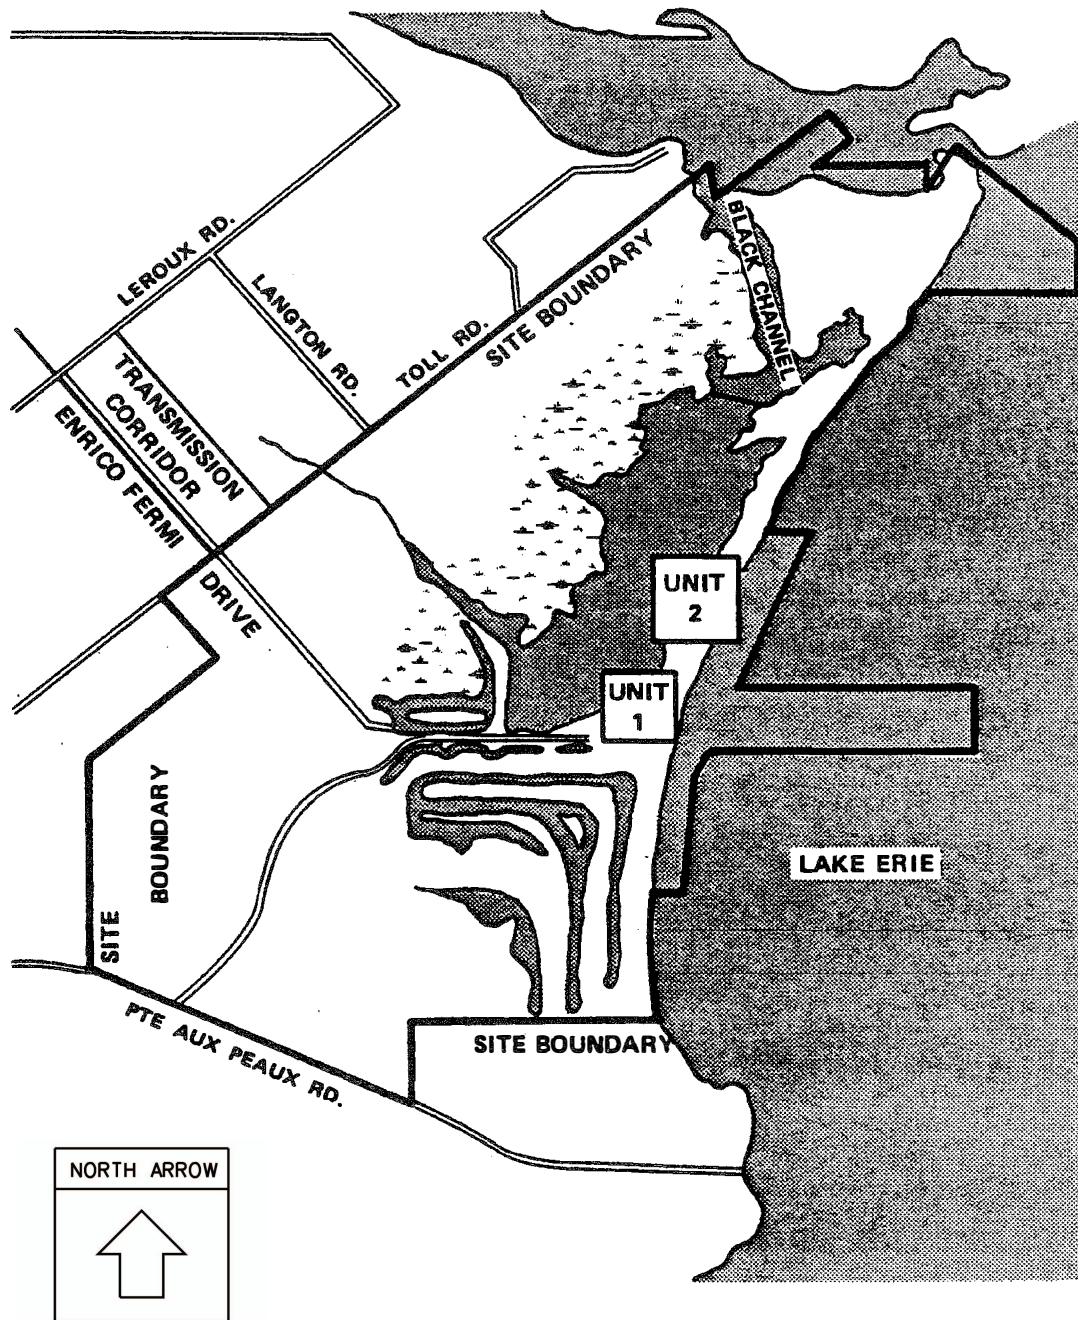 BLACK CHANNEL
LEROUX RD.
LANGTON RD.
TOLL RD.
SITE BOUNDARY
TRANSMISSION
CORRIDOR
ENRICO FERMI
DRIVE
UNIT
2
UNIT
1
SITE
BOUNDARY
LAKE ERIE
PTE AUX PEAUX RD.
SITE BOUNDARY
NORTH ARROW